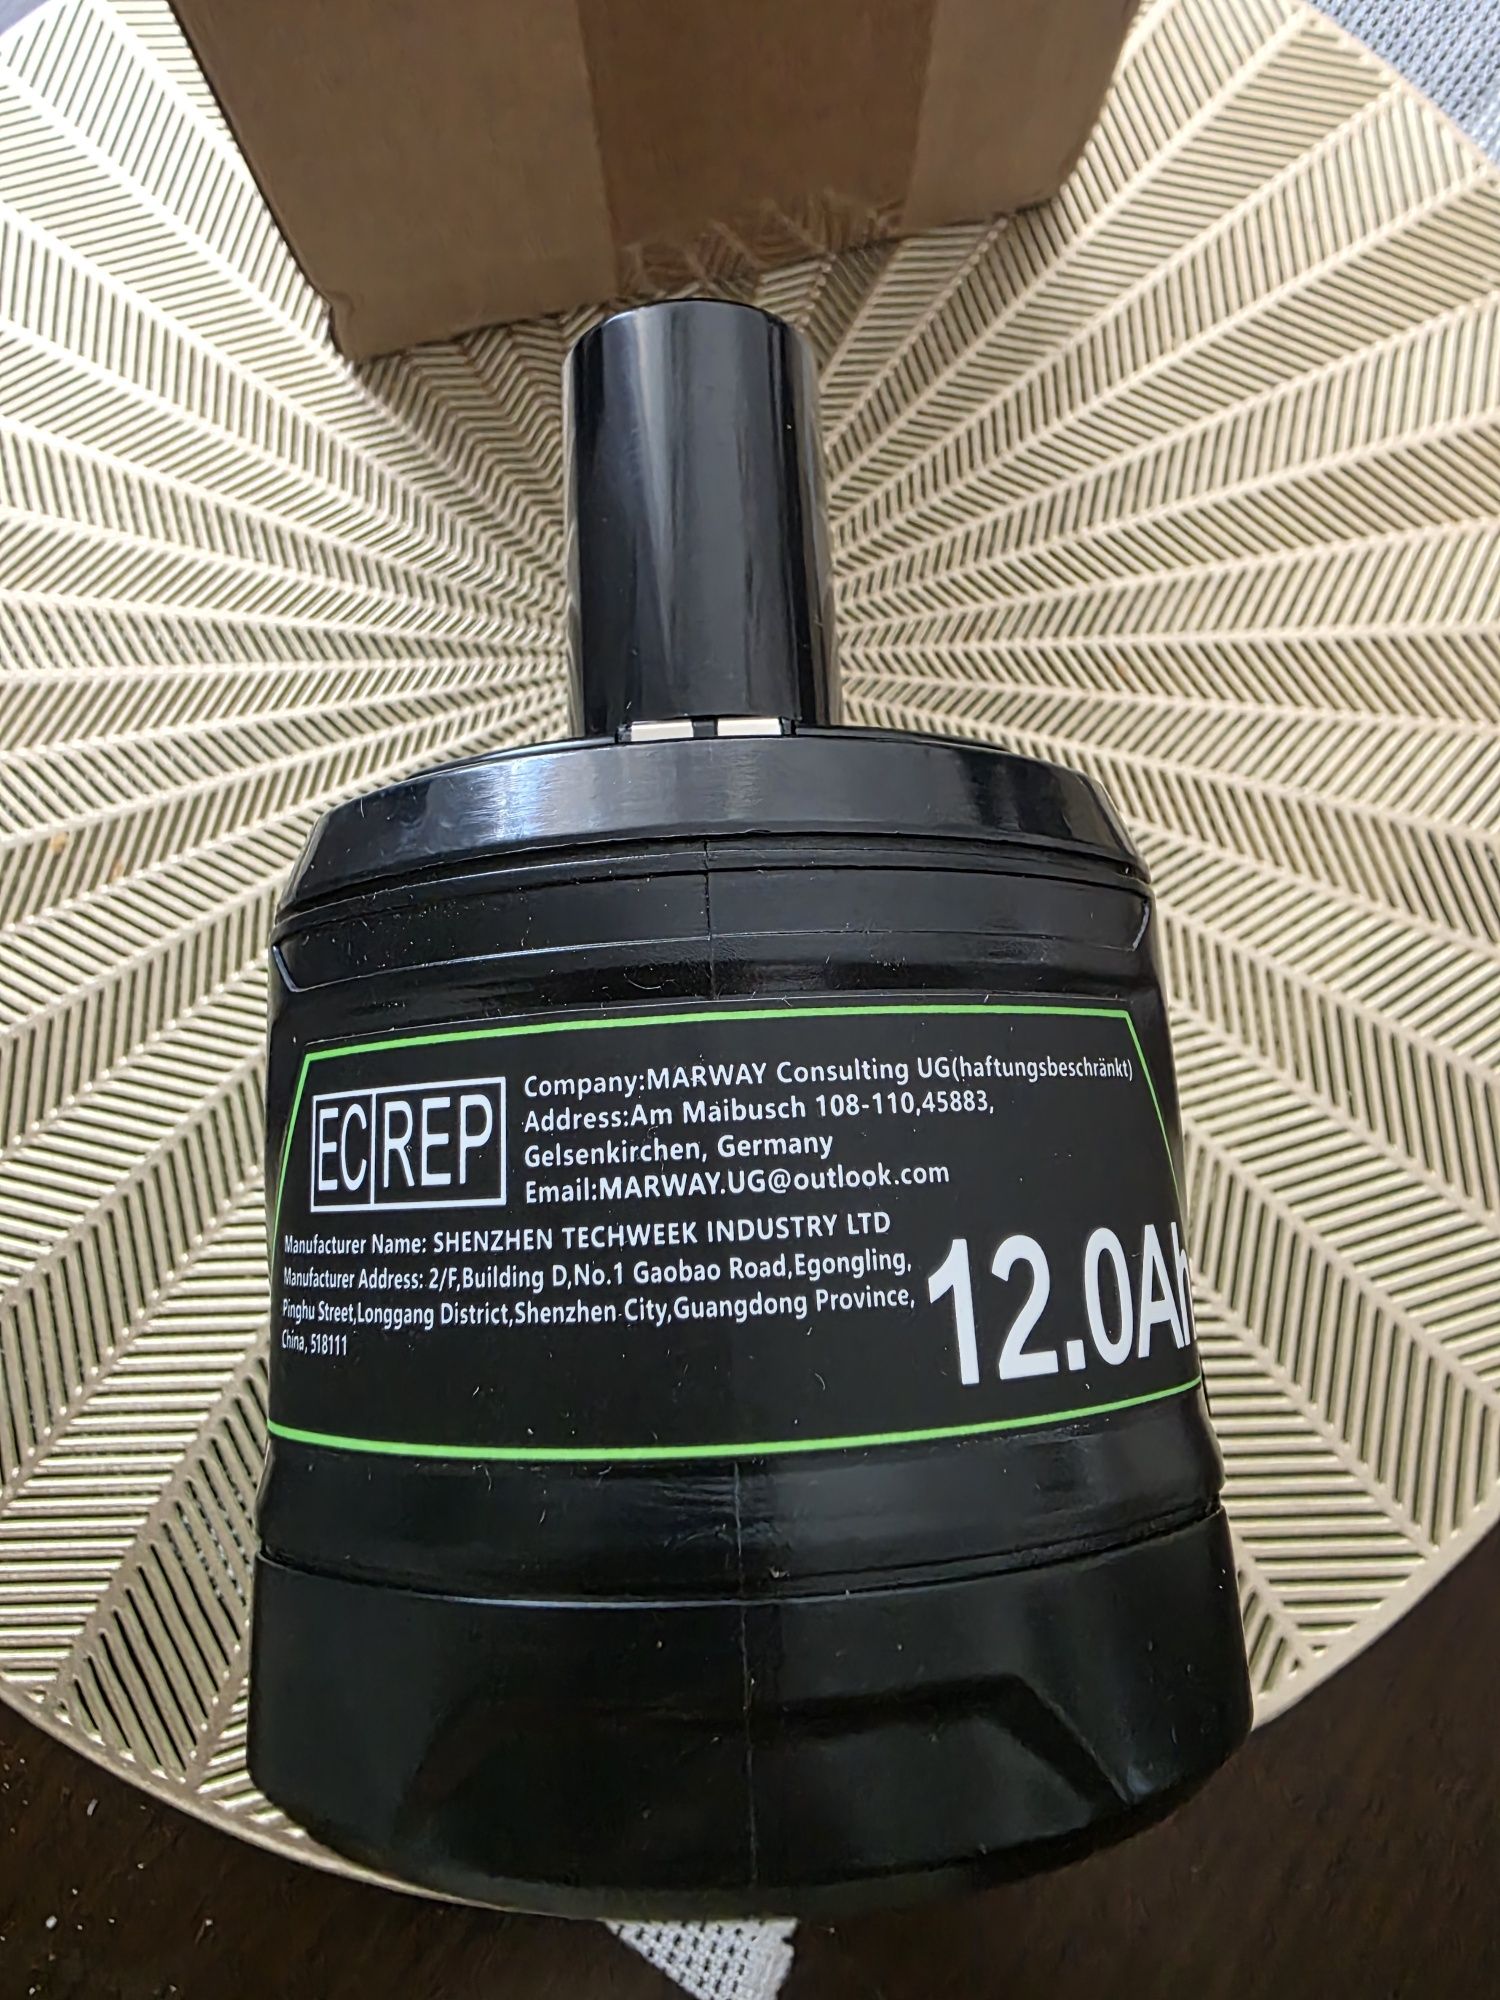 EC REP
Company:MARWAY Consulting UG(haftungsbeschränkt)
Address:Am Maibusch 108-110,45883,
Gelsenkirchen, Germany
Email:MARWAY.UG@outlook.com
Manufacturer Name: SHENZHEN TECHWEEK INDUSTRY LTD
Manufacturer Address: 2/F,Building D,No.1 Gaobao Road,Egongling,
Pinghu Street,Longgang District,Shenzhen City,Guangdong Province,
China, 518111
12.0Ah